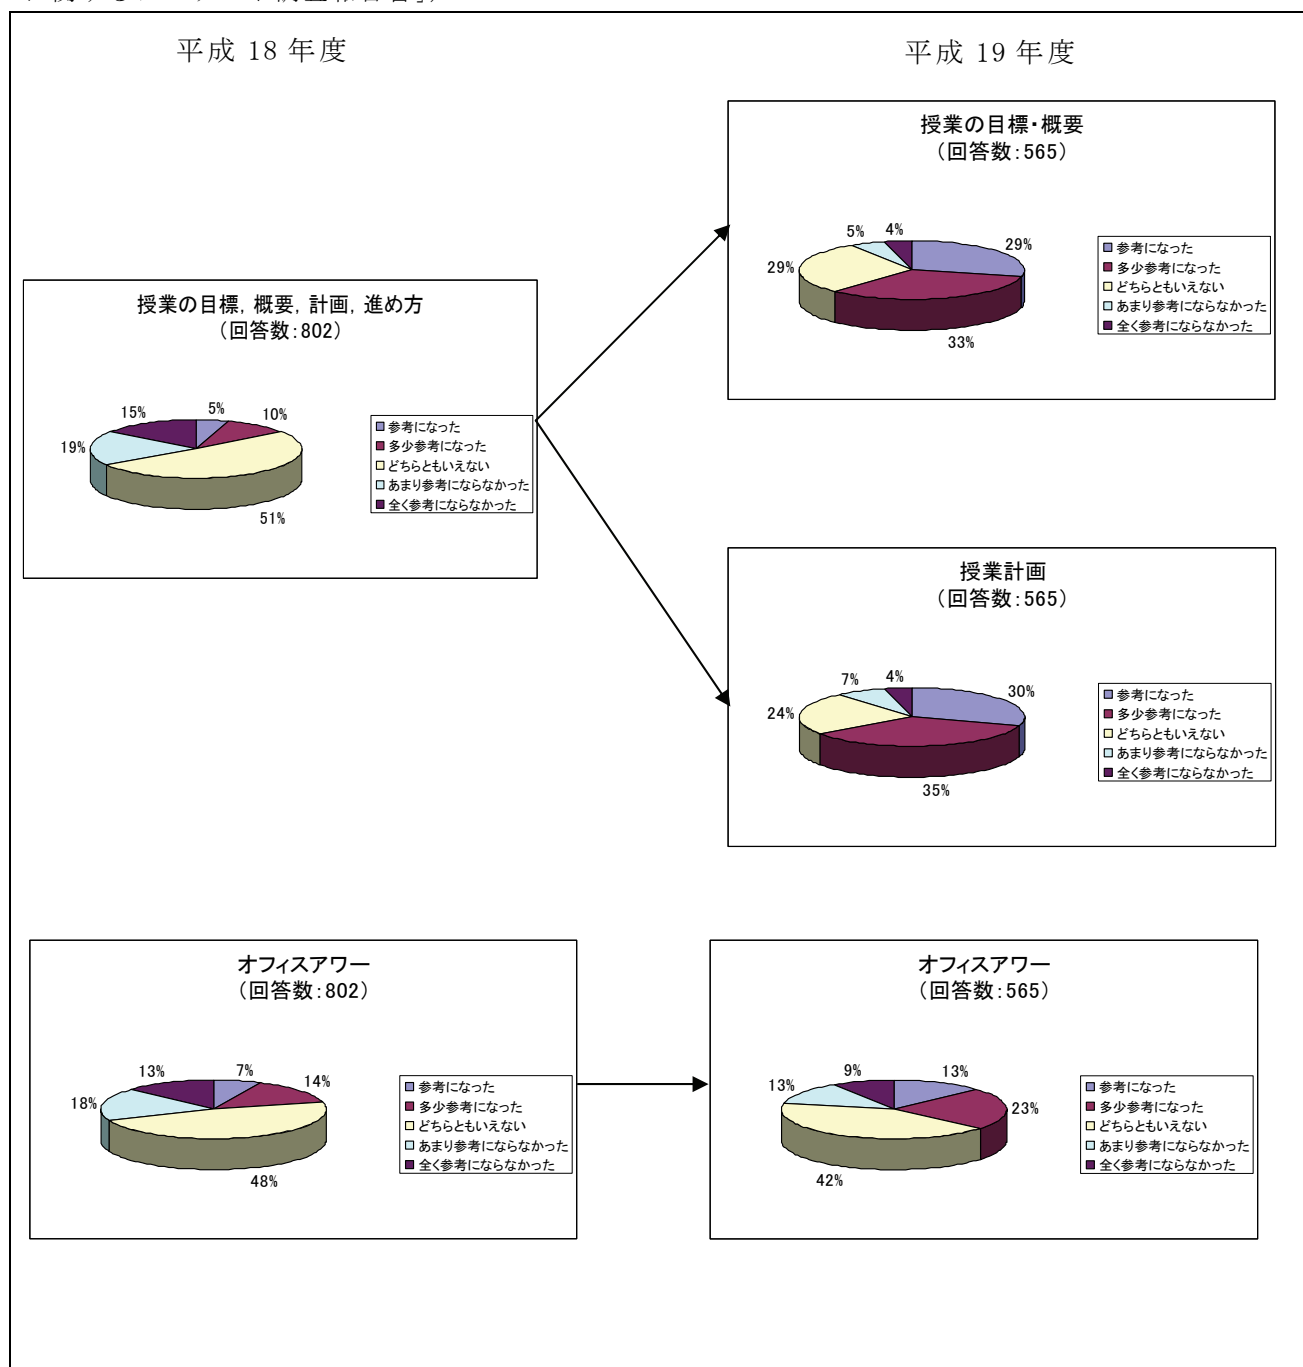 平成 18 年度
平成 19 年度
授業の目標・概要
（回答数：565）
5%
4%
29%
29%
33%
参考になった
多少参考になった
どちらともいえない
あまり参考にならなかった
全く参考にならなかった
授業の目標，概要，計画，進め方
（回答数：802）
15%
5%
10%
19%
51%
参考になった
多少参考になった
どちらともいえない
あまり参考にならなかった
全く参考にならなかった
授業計画
（回答数：565）
7%
4%
30%
24%
35%
参考になった
多少参考になった
どちらともいえない
あまり参考にならなかった
全く参考にならなかった
オフィスアワー
（回答数：802）
13%
7%
14%
18%
48%
参考になった
多少参考になった
どちらともいえない
あまり参考にならなかった
全く参考にならなかった
オフィスアワー
（回答数：565）
13%
9%
13%
23%
42%
参考になった
多少参考になった
どちらともいえない
あまり参考にならなかった
全く参考にならなかった